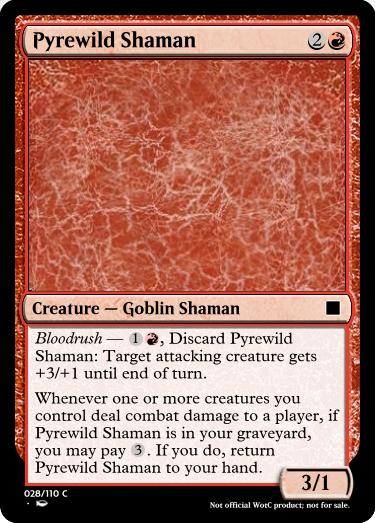 Pyrewild Shaman 2
Creature — Goblin Shaman
Bloodrush — 1 , Discard Pyrewild
Shaman: Target attacking creature gets
+3/+1 until end of turn.
Whenever one or more creatures you
control deal combat damage to a player, if
Pyrewild Shaman is in your graveyard,
you may pay 3. If you do, return
Pyrewild Shaman to your hand.
3/1
028/110 C
Not official WotC product; not for sale.